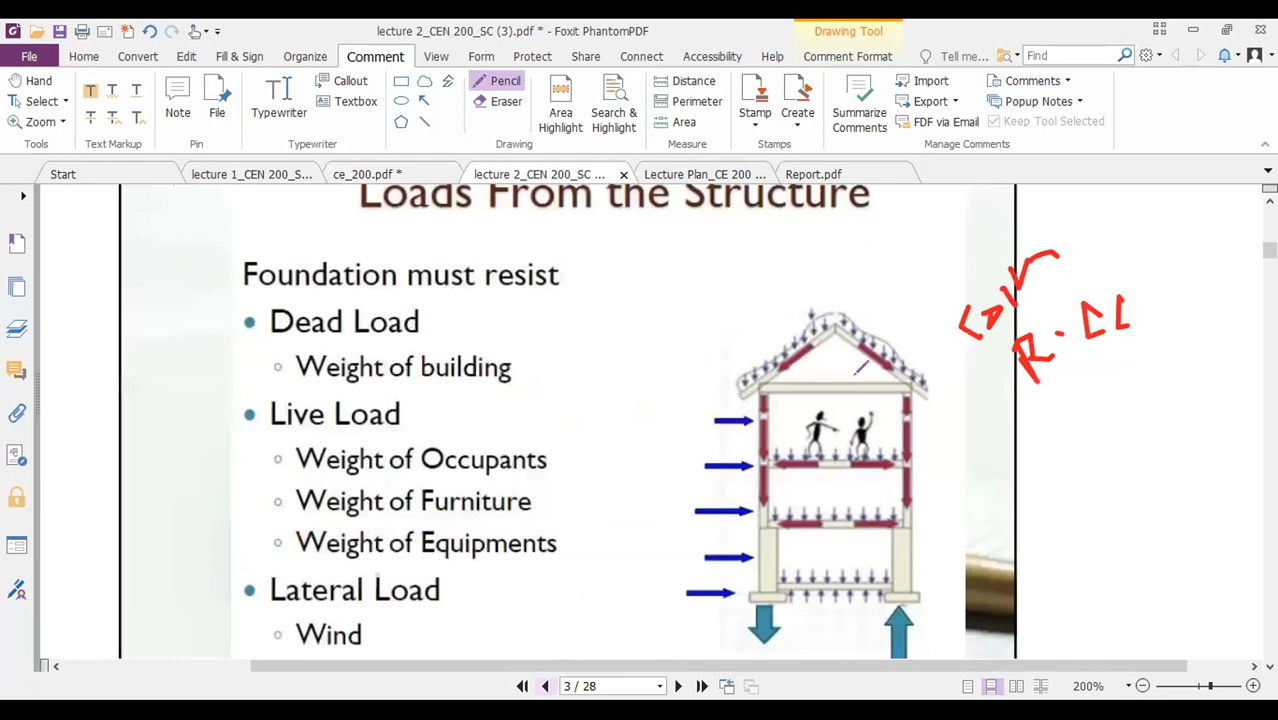 lecture 2_CEN 200_SC (3).pdf * - Foxit PhantomPDF
Drawing Tool
File Home Convert Edit Fill & Sign Organize Comment View Form Protect Share Connect Accessibility Help Comment Format Tell me... Find
Hand
Select
Zoom
Tools
T T T
T T T
Text Markup
Note
File
Pin
Typewriter
Callout
Textbox
Typewriter
Pencil
Eraser
Area Highlight
Search & Highlight
Drawing
Distance
Perimeter
Area
Measure
Stamp
Create
Stamps
Summarize Comments
Import
Export
FDF via Email
Comments
Popup Notes
Keep Tool Selected
Manage Comments
Start
lecture 1_CEN 200_S...
ce_200.pdf *
lecture 2_CEN 200_SC ...
Lecture Plan_CE 200 ...
Report.pdf
Loads From the Structure
Foundation must resist
Dead Load
Weight of building
Live Load
Weight of Occupants
Weight of Furniture
Weight of Equipments
Lateral Load
Wind
3 / 28
200%